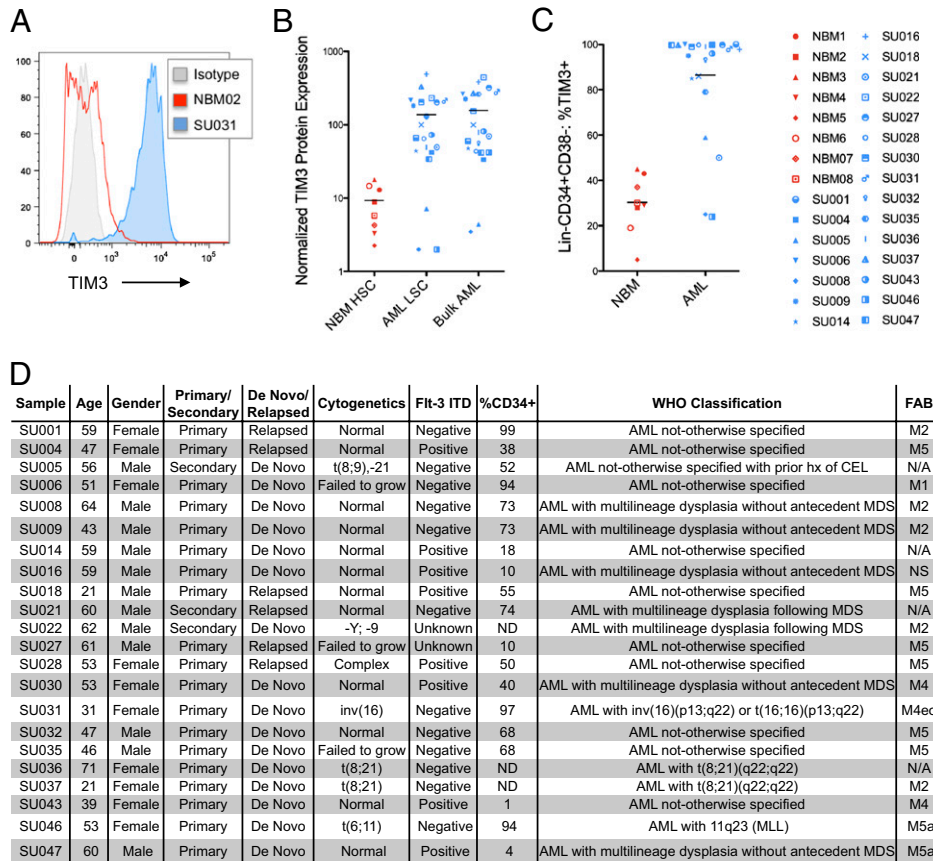 A
B
C
Isotype
NBM02
SU031
100
80
60
40
20
0
0
10³
10⁴
10⁵
TIM3
Normalized TIM3 Protein Expression
1000
100
10
1
NBM HSC
AML LSC
Bulk AML
Lin-CD34+CD38-: %TIM3+
100
80
60
40
20
0
NBM
AML
NBM1
NBM2
NBM3
NBM4
NBM5
NBM6
NBM07
NBM08
SU001
SU004
SU005
SU006
SU008
SU009
SU014
SU016
SU018
SU021
SU022
SU027
SU028
SU030
SU031
SU032
SU035
SU036
SU037
SU043
SU046
SU047
D
Sample Age Gender Primary/ Secondary De Novo/ Relapsed Cytogenetics Flt-3 ITD %CD34+ WHO Classification FAB
SU001 59 Female Primary Relapsed Normal Negative 99 AML not-otherwise specified M2
SU004 47 Female Primary Relapsed Normal Positive 38 AML not-otherwise specified M5
SU005 56 Male Secondary De Novo t(8;9),-21 Negative 52 AML not-otherwise specified with prior hx of CEL N/A
SU006 51 Female Primary De Novo Failed to grow Negative 94 AML not-otherwise specified M1
SU008 64 Male Primary De Novo Normal Negative 73 AML with multilineage dysplasia without antecedent MDS M2
SU009 43 Male Primary De Novo Normal Negative 73 AML with multilineage dysplasia without antecedent MDS M2
SU014 59 Male Primary De Novo Normal Positive 18 AML not-otherwise specified N/A
SU016 59 Male Primary De Novo Normal Positive 10 AML with multilineage dysplasia without antecedent MDS NS
SU018 21 Male Primary Relapsed Normal Positive 55 AML not-otherwise specified M5
SU021 60 Male Secondary Relapsed Normal Negative 74 AML with multilineage dysplasia following MDS N/A
SU022 62 Male Secondary De Novo -Y; -9 Unknown ND AML with multilineage dysplasia following MDS M2
SU027 61 Male Primary Relapsed Failed to grow Unknown 10 AML not-otherwise specified M5
SU028 53 Female Primary Relapsed Complex Positive 50 AML not-otherwise specified M5
SU030 53 Female Primary De Novo Normal Positive 40 AML with multilineage dysplasia without antecedent MDS M4
SU031 31 Female Primary De Novo inv(16) Negative 97 AML with inv(16)(p13;q22) or t(16;16)(p13;q22) M4eo
SU032 47 Male Primary De Novo Normal Negative 68 AML not-otherwise specified M5
SU035 46 Male Primary De Novo Failed to grow Negative 68 AML not-otherwise specified M5
SU036 71 Female Primary De Novo t(8;21) Negative ND AML with t(8;21)(q22;q22) N/A
SU037 21 Female Primary De Novo t(8;21) Negative ND AML with t(8;21)(q22;q22) M2
SU043 39 Female Primary De Novo Normal Positive 1 AML not-otherwise specified M4
SU046 53 Female Primary De Novo t(6;11) Negative 94 AML with 11q23 (MLL) M5a
SU047 60 Male Primary De Novo Normal Positive 4 AML with multilineage dysplasia without antecedent MDS M5a